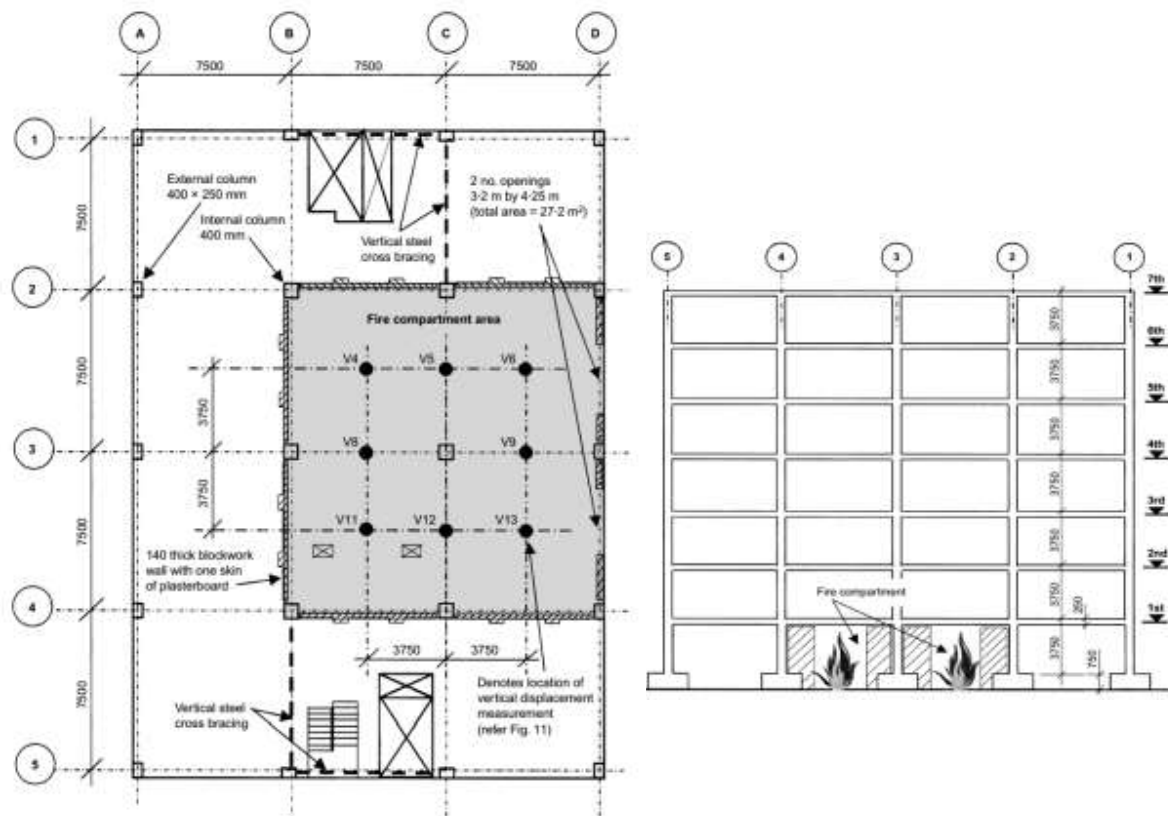 A
B
C
D
7500
7500
7500
1
2
3
4
5
7500
7500
7500
7500
External column
400 × 250 mm
Internal column
400 mm
Vertical steel
cross bracing
2 no. openings
3·2 m by 4·25 m
(total area = 27·2 m²)
Fire compartment area
V4
V5
V6
V8
V9
V11
V12
V13
3750
3750
140 thick blockwork
wall with one skin
of plasterboard
3750
3750
Vertical steel
cross bracing
Denotes location of
vertical displacement
measurement
(refer Fig. 11)
5
4
3
2
1
7th
6th
5th
4th
3rd
2nd
1st
3750
3750
3750
3750
3750
3750
3750
250
750
Fire compartment